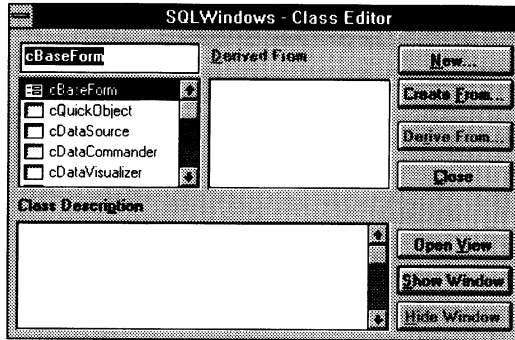 SQLWindows - Class Editor
cBaseForm
Derived From
New...
cBaseForm
cQuickObject
cDataSource
cDataCommander
cDataVisualizer
Create From...
Derive From...
Close
Class Description
Open View
Show Window
Hide Window